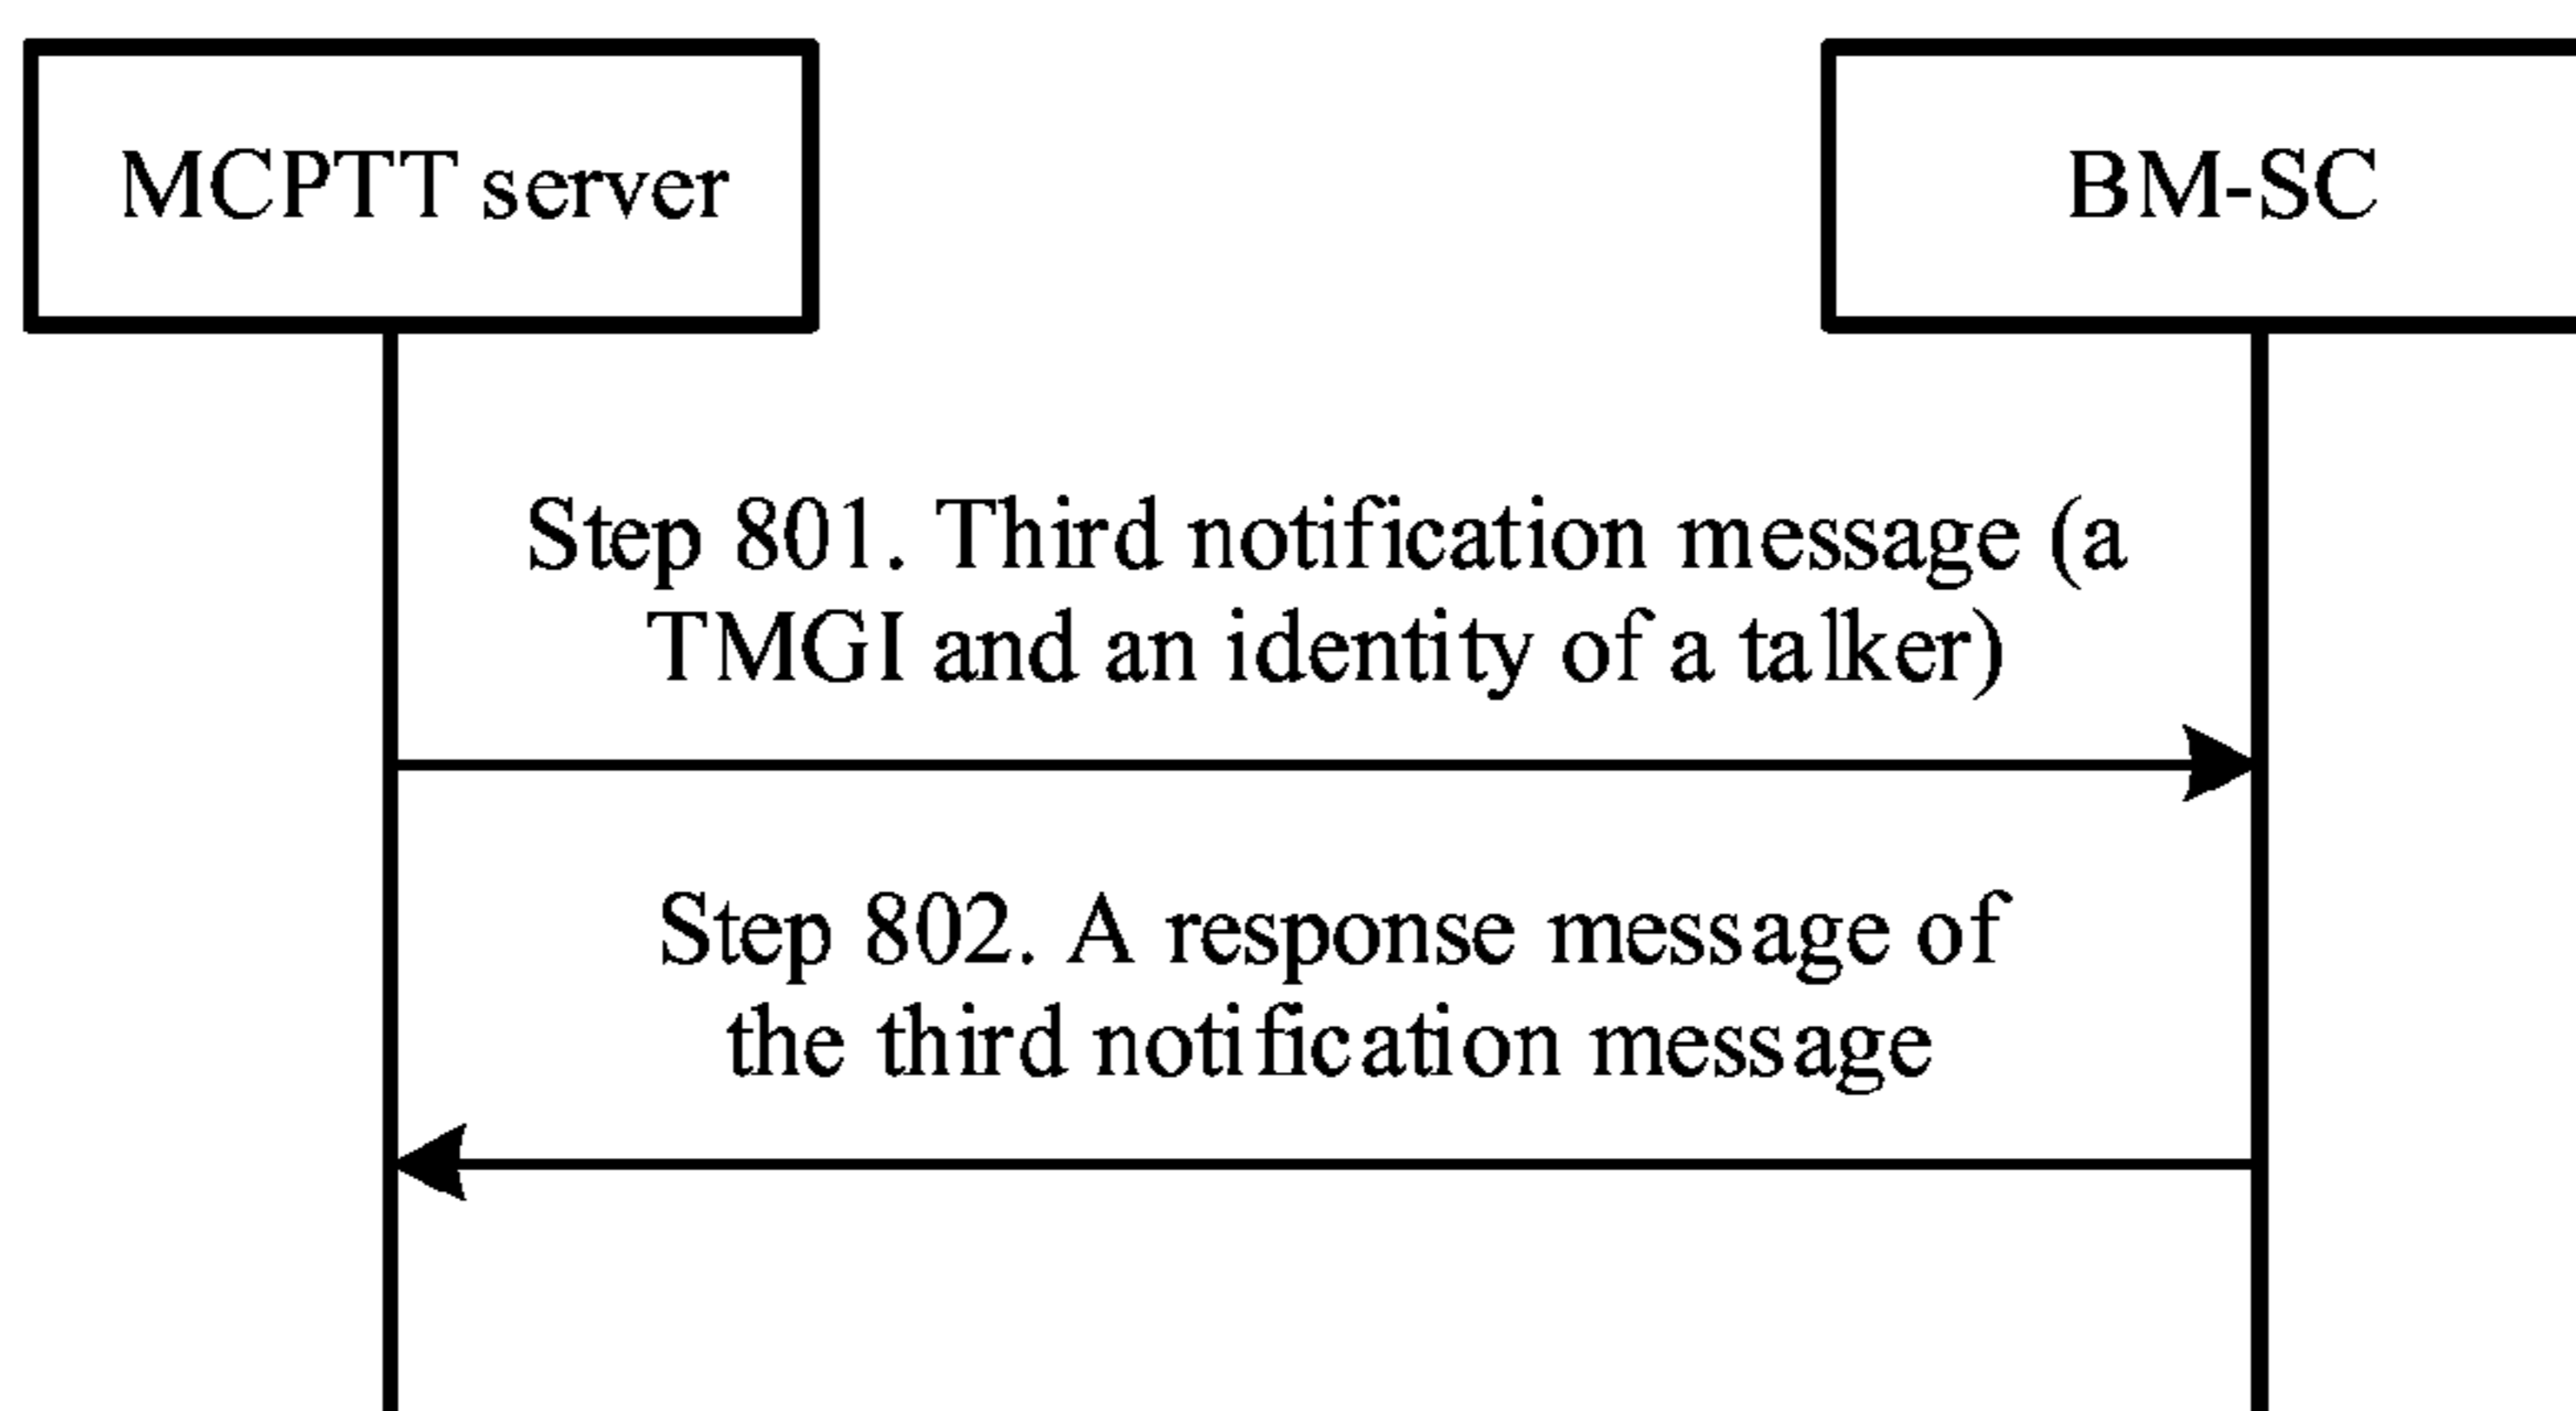 MCPTT server
BM-SC
Step 801. Third notification message (a
TMGI and an identity of a talker)
Step 802. A response message of
the third notification message